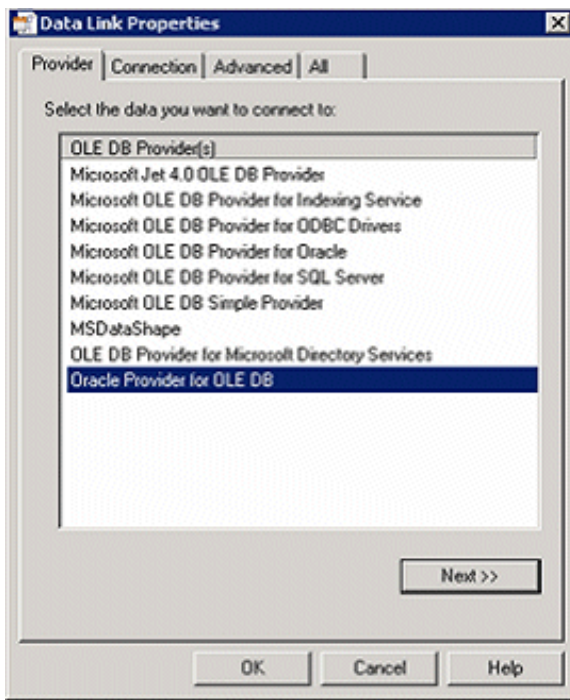 Data Link Properties
Provider Connection Advanced All
Select the data you want to connect to:
OLE DB Provider(s)
Microsoft Jet 4.0 OLE DB Provider
Microsoft OLE DB Provider for Indexing Service
Microsoft OLE DB Provider for ODBC Drivers
Microsoft OLE DB Provider for Oracle
Microsoft OLE DB Provider for SQL Server
Microsoft OLE DB Simple Provider
MSDataShape
OLE DB Provider for Microsoft Directory Services
Oracle Provider for OLE DB
Next >>
OK Cancel Help